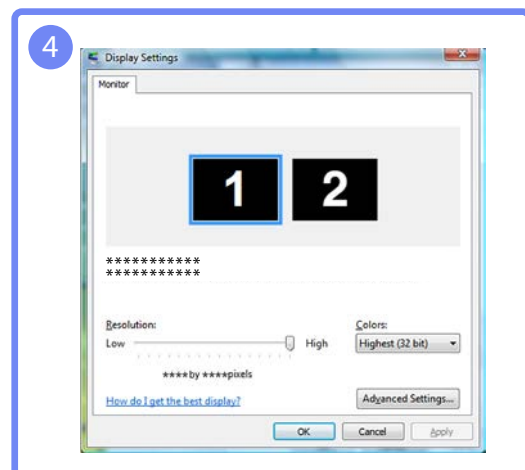 4
Display Settings
Monitor
1 2
***********
***********
Resolution:
Colors:
Low High Highest (32 bit)
****by ****pixels
How do I get the best display? Advanced Settings...
OK Cancel Apply